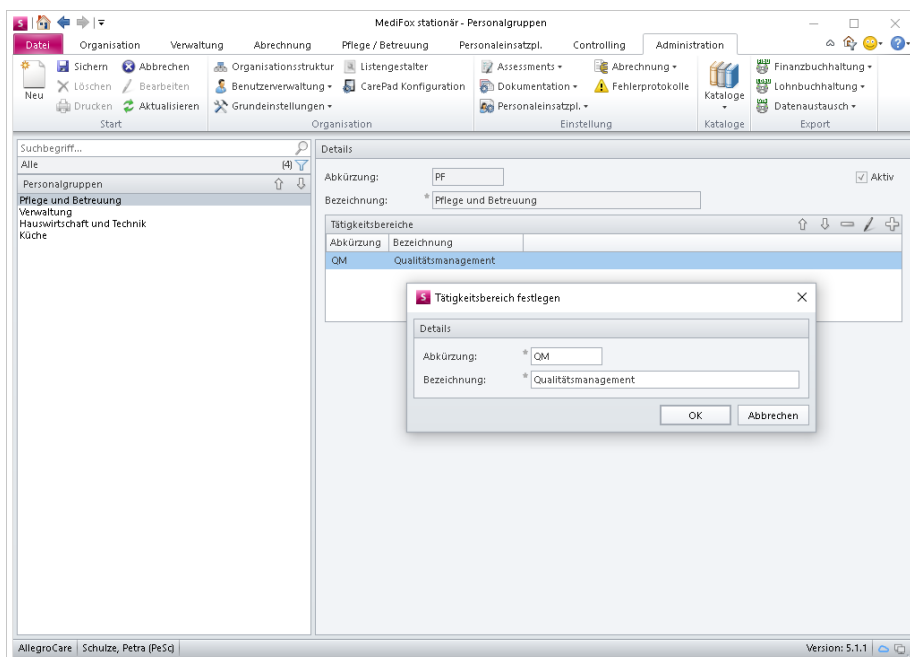 S MediFox stationär - Personalgruppen
Datei Organisation Verwaltung Abrechnung Pflege / Betreuung Personaleinsatzpl. Controlling Administration
Neu Sichern Abbrechen Organisationsstruktur Listengestalter Assessments Abrechnung Kataloge Finanzbuchhaltung
Löschen Bearbeiten Benutzerverwaltung CarePad Konfiguration Dokumentation Fehlerprotokolle Lohnbuchhaltung
Drucken Aktualisieren Grundeinstellungen Personaleinsatzpl. Datenaustausch
Start Organisation Einstellung Kataloge Export
Suchbegriff...
Alle (4)
Personalgruppen
Pflege und Betreuung
Verwaltung
Hauswirtschaft und Technik
Küche
Details
Abkürzung: PF Aktiv
Bezeichnung: * Pflege und Betreuung
Tätigkeitsbereiche
Abkürzung Bezeichnung
QM Qualitätsmanagement
S Tätigkeitsbereich festlegen
Details
Abkürzung: * QM
Bezeichnung: * Qualitätsmanagement
OK Abbrechen
AllegroCare Schulze, Petra (PeSc) Version: 5.1.1